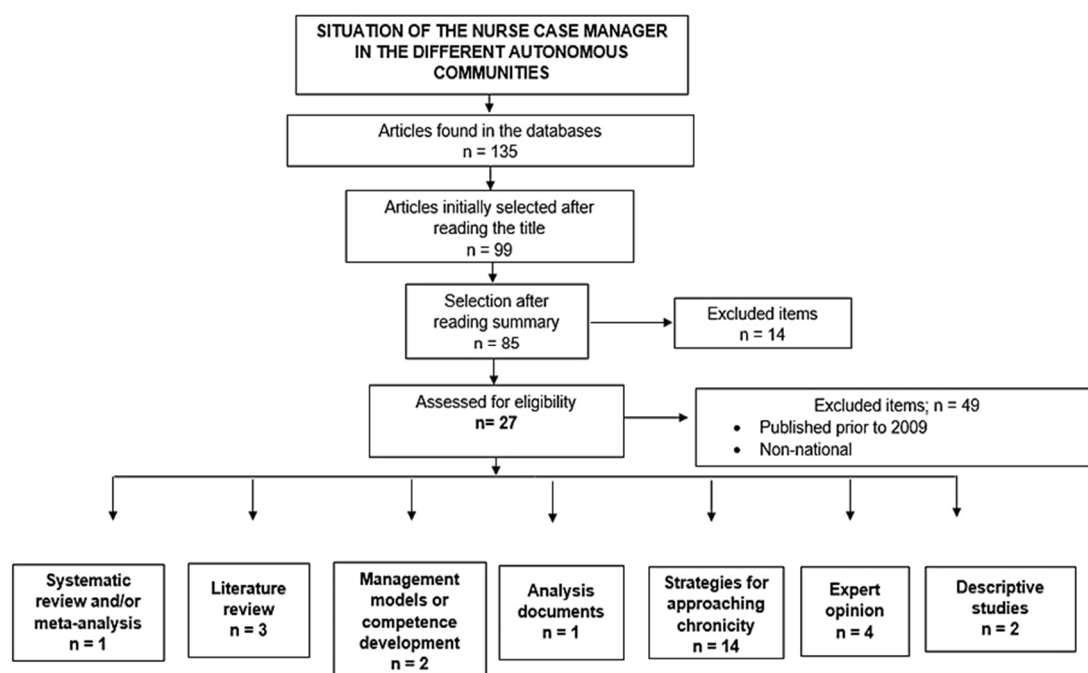 SITUATION OF THE NURSE CASE MANAGER
IN THE DIFFERENT AUTONOMOUS
COMMUNITIES
Articles found in the databases
n = 135
Articles initially selected after
reading the title
n = 99
Selection after
reading summary
n = 85
Excluded items
n = 14
Assessed for eligibility
n= 27
Excluded items; n = 49
• Published prior to 2009
• Non-national
Systematic
review and/or
meta-analysis
n = 1
Literature
review
n = 3
Management
models or
competence
development
n = 2
Analysis
documents
n = 1
Strategies for
approaching
chronicity
n = 14
Expert
opinion
n = 4
Descriptive
studies
n = 2